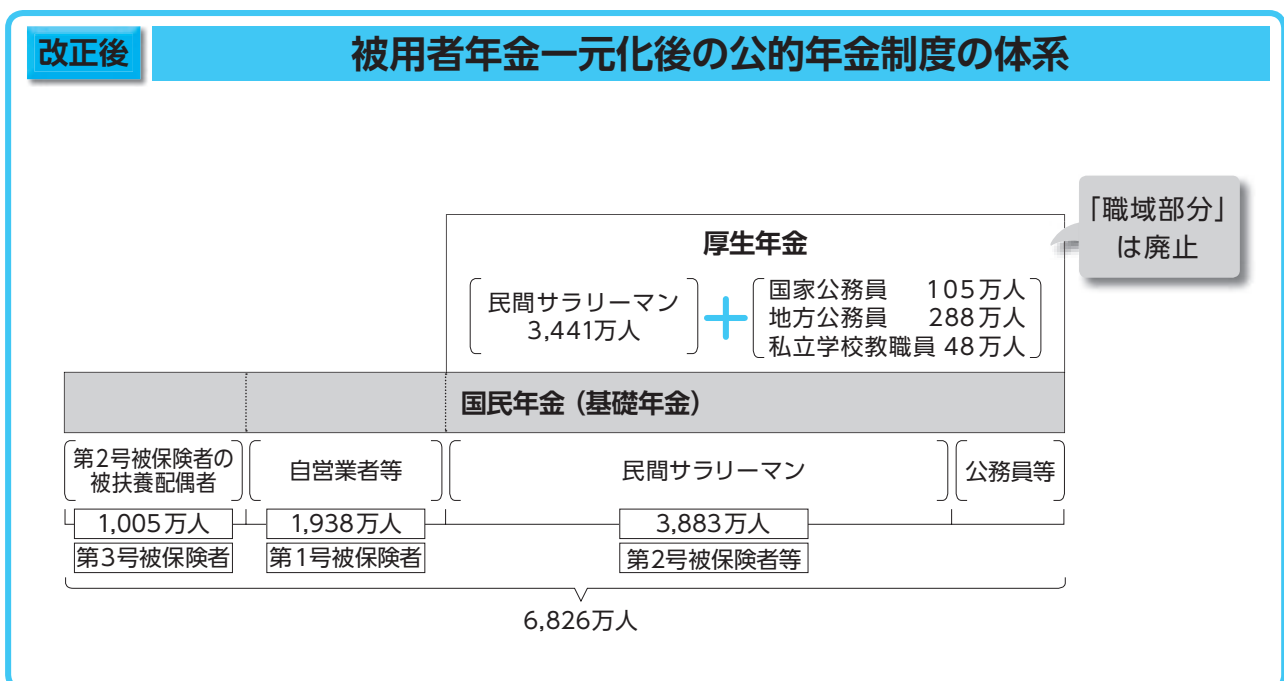 改正後
被用者年金一元化後の公的年金制度の体系
「職域部分」
は廃止
厚生年金
民間サラリーマン
3,441万人
国家公務員 105万人
地方公務員 288万人
私立学校教職員 48万人
国民年金（基礎年金）
第2号被保険者の
被扶養配偶者
自営業者等
民間サラリーマン
公務員等
1,005万人
1,938万人
3,883万人
第3号被保険者
第1号被保険者
第2号被保険者等
6,826万人